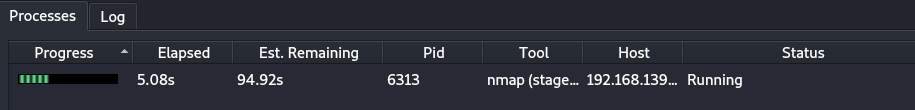 Processes Log
Progress Elapsed Est. Remaining Pid Tool Host Status
5.08s 94.92s 6313 nmap (stage... 192.168.139... Running